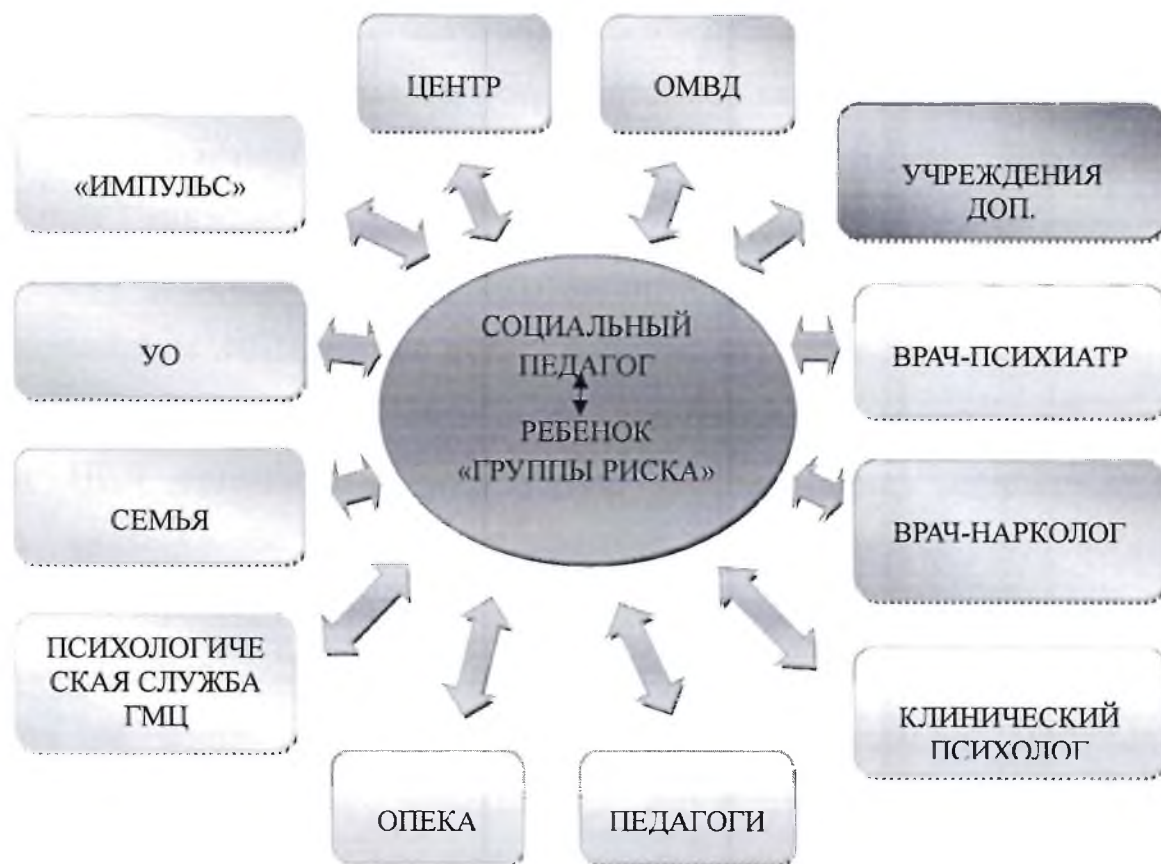 ЦЕНТР
ОМВД
«ИМПУЛЬС»
УЧРЕЖДЕНИЯ
ДОП.
УО
СОЦИАЛЬНЫЙ
ПЕДАГОГ
РЕБЕНОК
«ГРУППЫ РИСКА»
ВРАЧ-ПСИХИАТР
СЕМЬЯ
ВРАЧ-НАРКОЛОГ
ПСИХОЛОГИЧЕ
СКАЯ СЛУЖБА
ГМЦ
КЛИНИЧЕСКИЙ
ПСИХОЛОГ
ОПЕКА
ПЕДАГОГИ